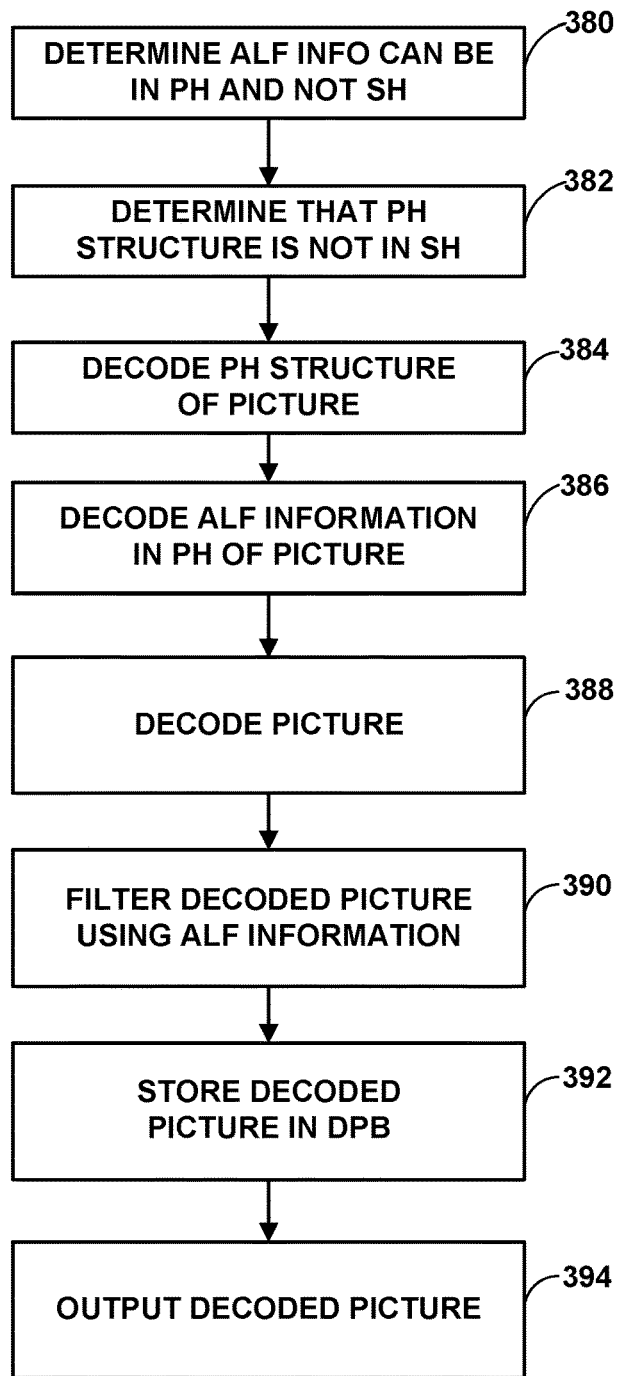 380
DETERMINE ALF INFO CAN BE
IN PH AND NOT SH
382
DETERMINE THAT PH
STRUCTURE IS NOT IN SH
384
DECODE PH STRUCTURE
OF PICTURE
386
DECODE ALF INFORMATION
IN PH OF PICTURE
388
DECODE PICTURE
390
FILTER DECODED PICTURE
USING ALF INFORMATION
392
STORE DECODED
PICTURE IN DPB
394
OUTPUT DECODED PICTURE